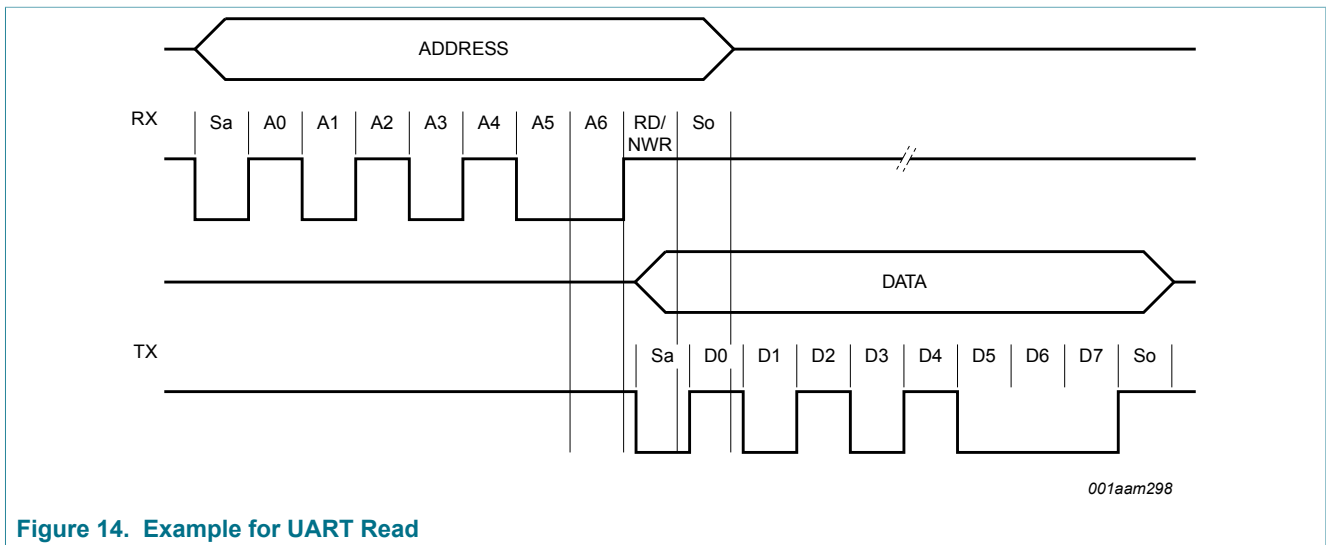 ADDRESS
RX Sa A0 A1 A2 A3 A4 A5 A6 RD/ So
NWR
DATA
TX Sa D0 D1 D2 D3 D4 D5 D6 D7 So
001aam298
Figure 14. Example for UART Read